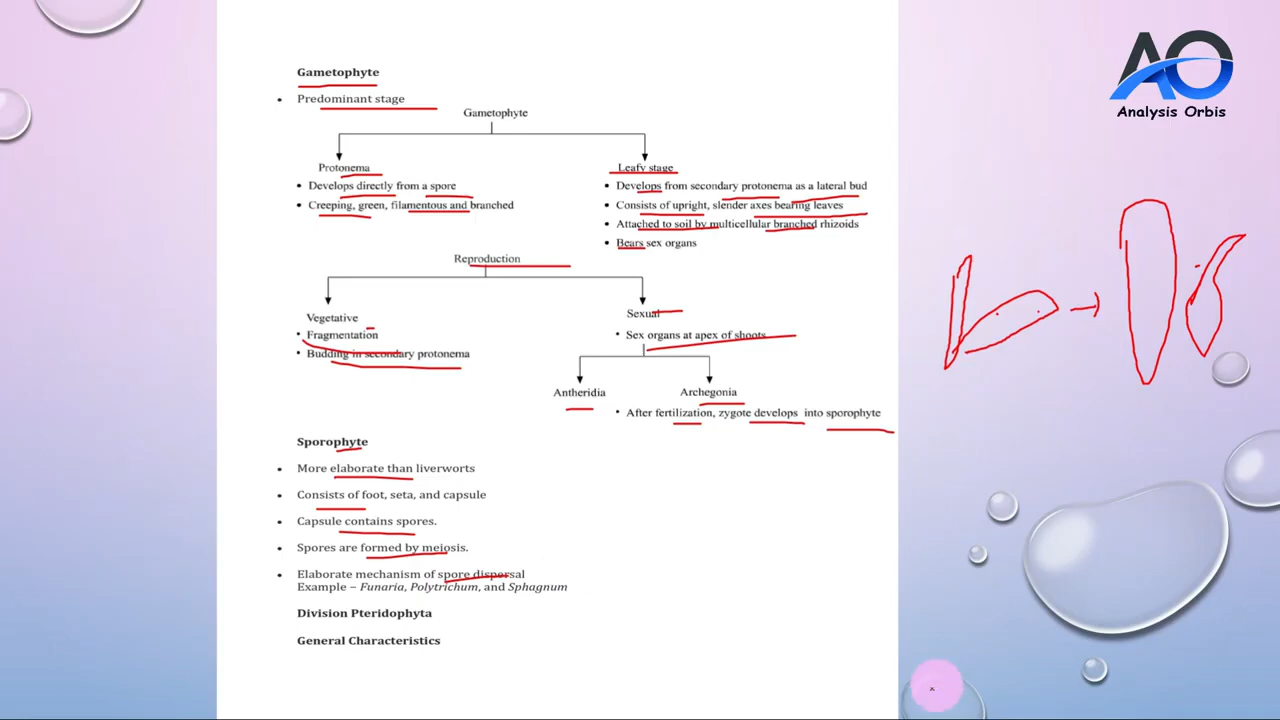 AO
Analysis Orbis
Gametophyte
• Predominant stage
Gametophyte
Protonema
• Develops directly from a spore
• Creeping, green, filamentous and branched
Leafy stage
• Develops from secondary protonema as a lateral bud
• Consists of upright, slender axes bearing leaves
• Attached to soil by multicellular branched rhizoids
• Bears sex organs
Reproduction
Vegetative
• Fragmentation
• Budding in secondary protonema
Sexual
• Sex organs at apex of shoots
Antheridia
Archegonia
• After fertilization, zygote develops into sporophyte
Sporophyte
• More elaborate than liverworts
• Consists of foot, seta, and capsule
• Capsule contains spores.
• Spores are formed by meiosis.
• Elaborate mechanism of spore dispersal
Example – Funaria, Polytrichum, and Sphagnum
Division Pteridophyta
General Characteristics